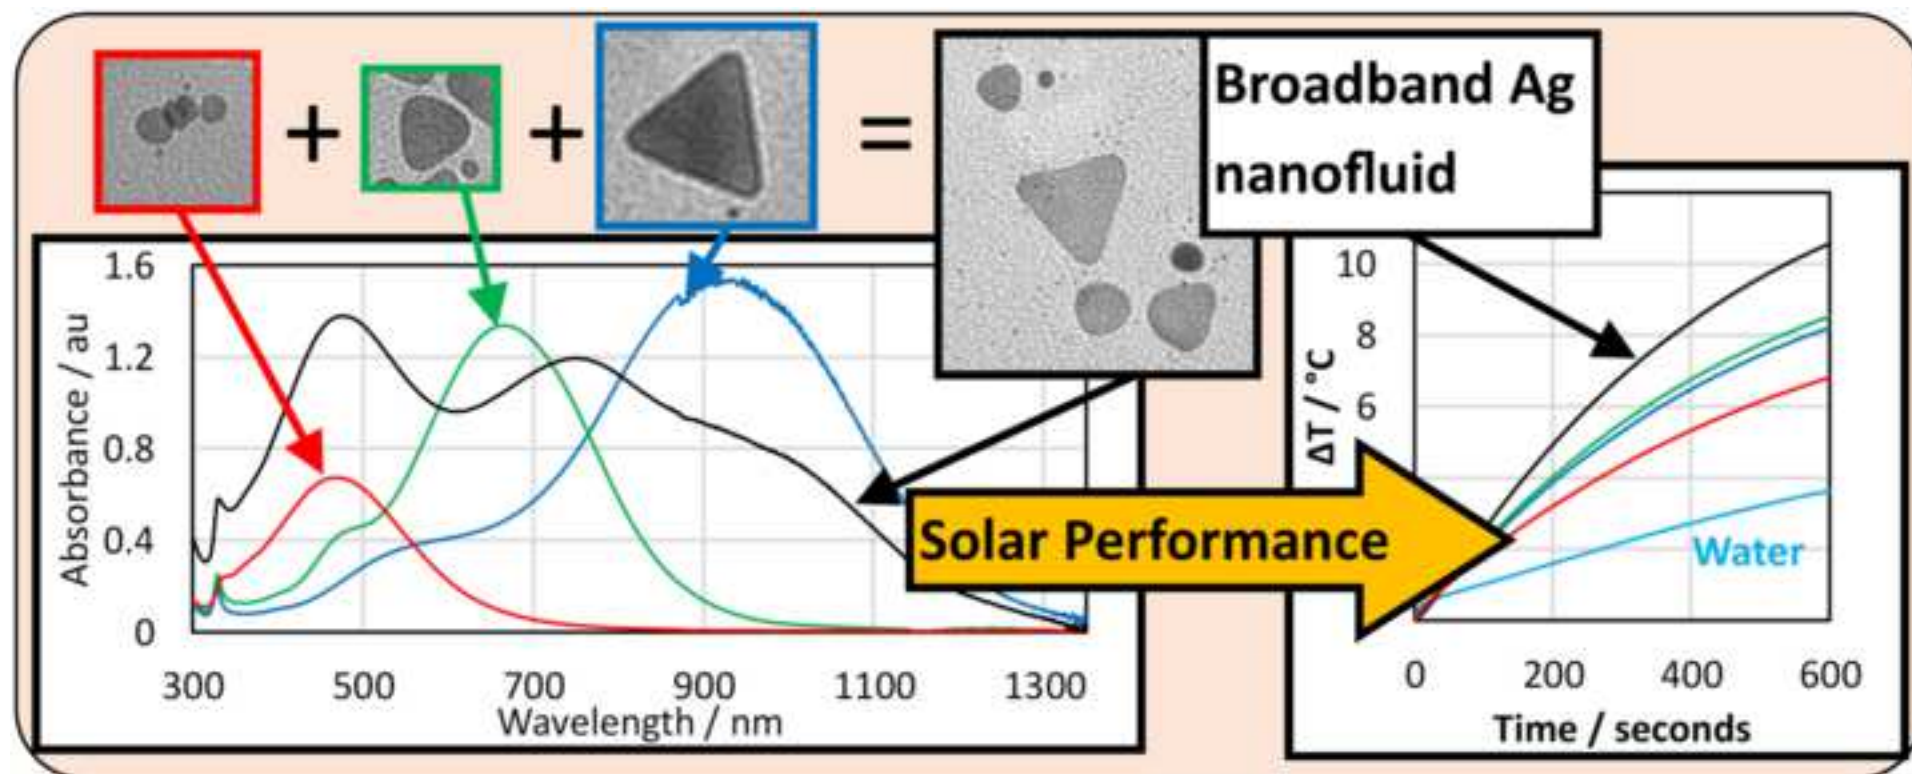 + + =
Broadband Ag
nanofluid
Absorbance / au
1.6
1.2
0.8
0.4
0
300 500 700 900 1100 1300
Wavelength / nm
Solar Performance
ΔT / °C
10
8
6
Water
0 200 400 600
Time / seconds